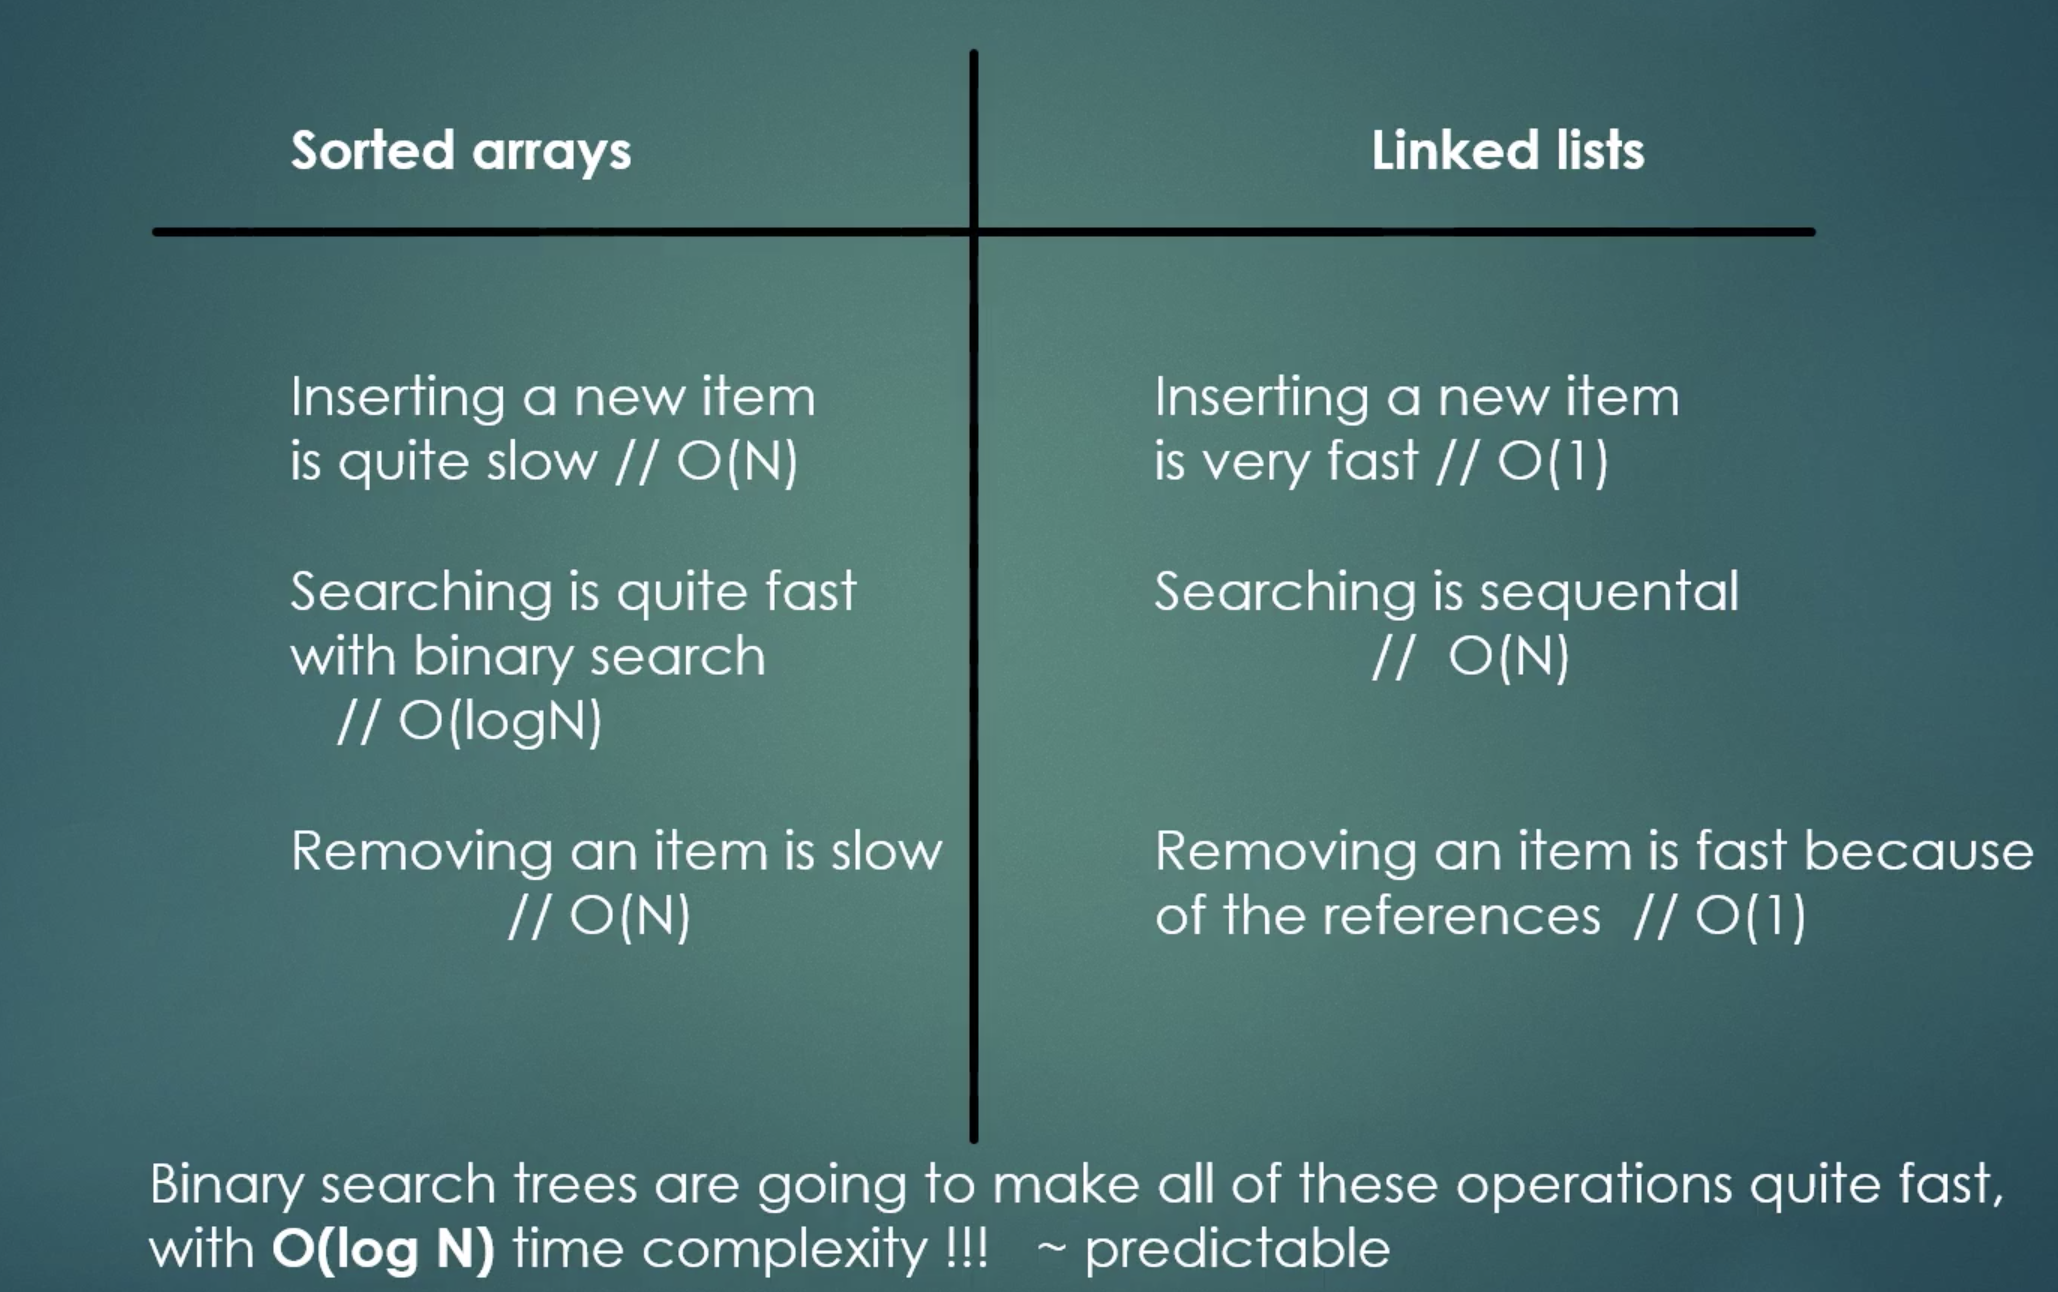 Sorted arrays
Linked lists
Inserting a new item
is quite slow // O(N)
Searching is quite fast
with binary search
// O(logN)
Removing an item is slow
// O(N)
Inserting a new item
is very fast // O(1)
Searching is sequental
// O(N)
Removing an item is fast because
of the references // O(1)
Binary search trees are going to make all of these operations quite fast,
with O(log N) time complexity !!! ~ predictable